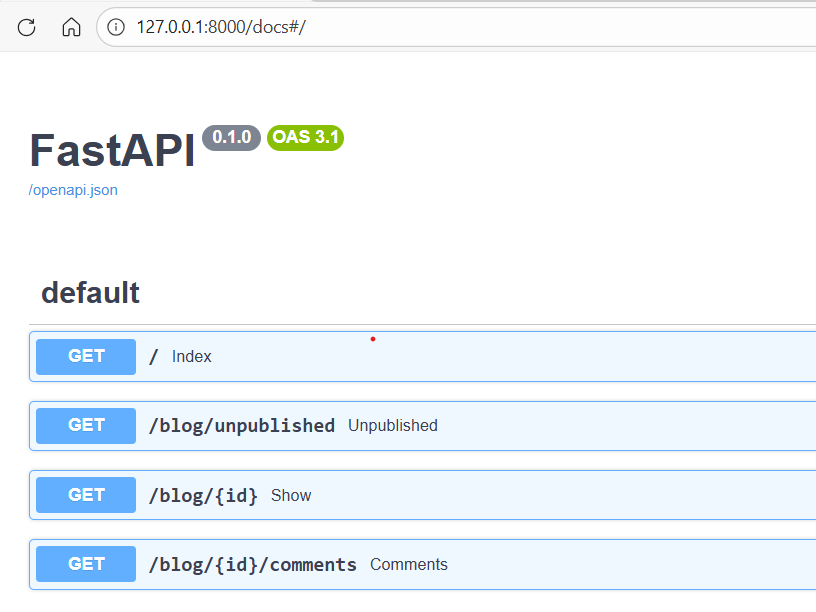 127.0.0.1:8000/docs#/
FastAPI 0.1.0 OAS 3.1
/openapi.json
default
GET / Index
GET /blog/unpublished Unpublished
GET /blog/{id} Show
GET /blog/{id}/comments Comments